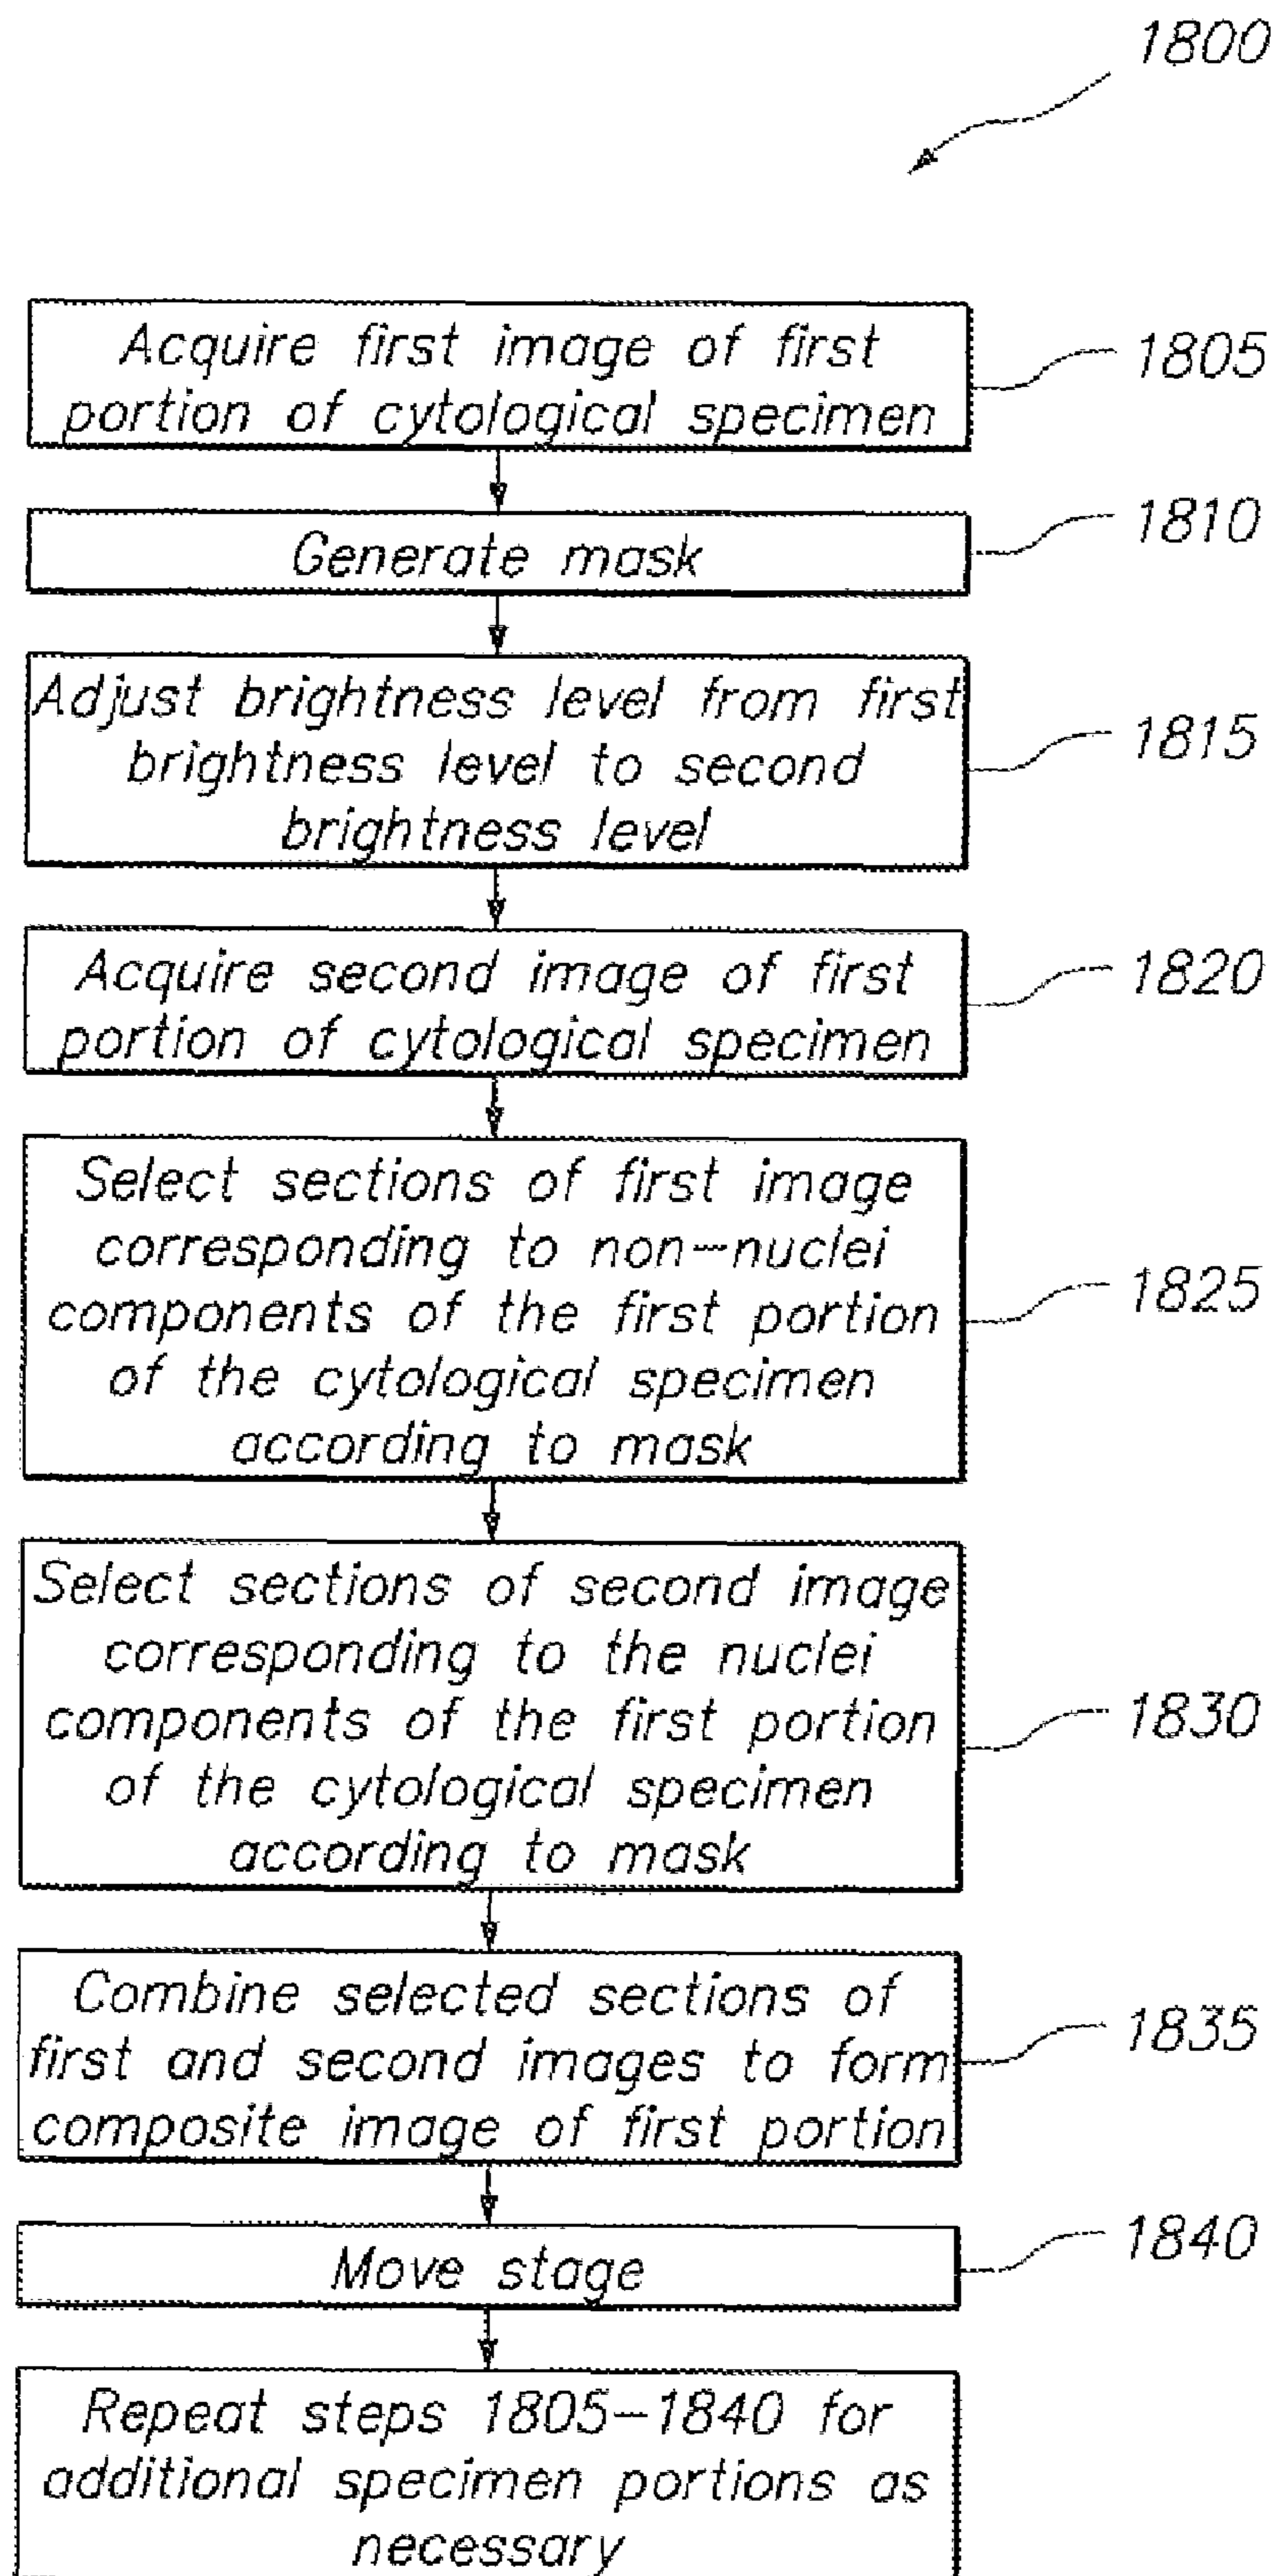 1800
Acquire first image of first
portion of cytological specimen
1805
Generate mask
1810
Adjust brightness level from first
brightness level to second
brightness level
1815
Acquire second image of first
portion of cytological specimen
1820
Select sections of first image
corresponding to non-nuclei
components of the first portion
of the cytological specimen
according to mask
1825
Select sections of second image
corresponding to the nuclei
components of the first portion
of the cytological specimen
according to mask
1830
Combine selected sections of
first and second images to form
composite image of first portion
1835
Move stage
1840
Repeat steps 1805-1840 for
additional specimen portions as
necessary